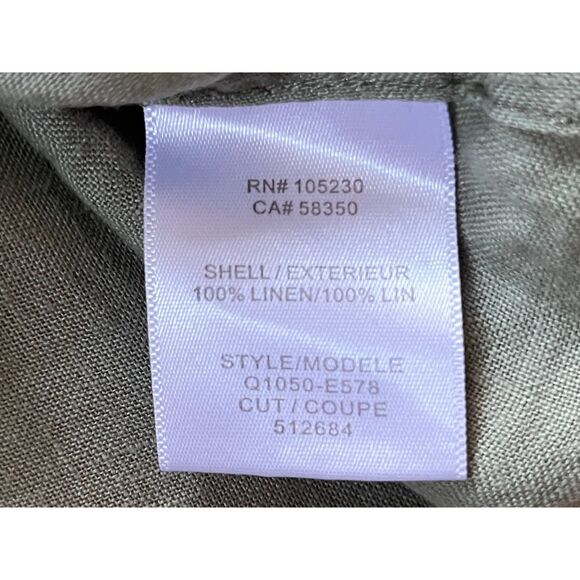 RN# 105230
CA# 58350
SHELL / EXTERIEUR
100% LINEN/100% LIN
STYLE/MODELE
Q1050-E578
CUT / COUPE
512684